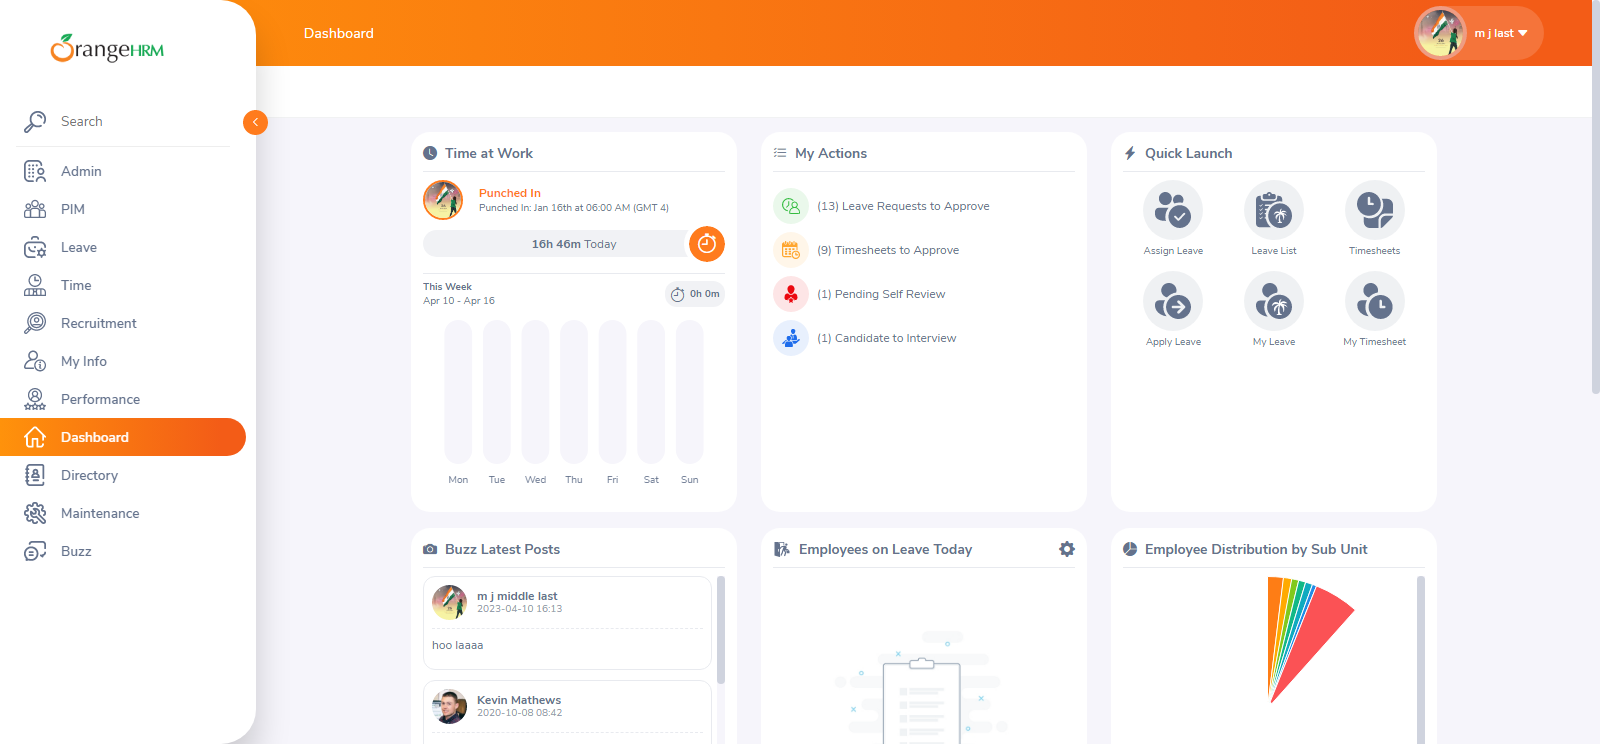 OrangeHRM
Dashboard
m j last
Search
Admin
PIM
Leave
Time
Recruitment
My Info
Performance
Dashboard
Directory
Maintenance
Buzz
Time at Work
Punched In
Punched In: Jan 16th at 06:00 AM (GMT 4)
16h 46m Today
This Week
Apr 10 - Apr 16
0h 0m
Mon Tue Wed Thu Fri Sat Sun
My Actions
(13) Leave Requests to Approve
(9) Timesheets to Approve
(1) Pending Self Review
(1) Candidate to Interview
Quick Launch
Assign Leave Leave List Timesheets
Apply Leave My Leave My Timesheet
Buzz Latest Posts
m j middle last
2023-04-10 16:13
hoo laaaa
Kevin Mathews
2020-10-08 08:42
Employees on Leave Today
Employee Distribution by Sub Unit